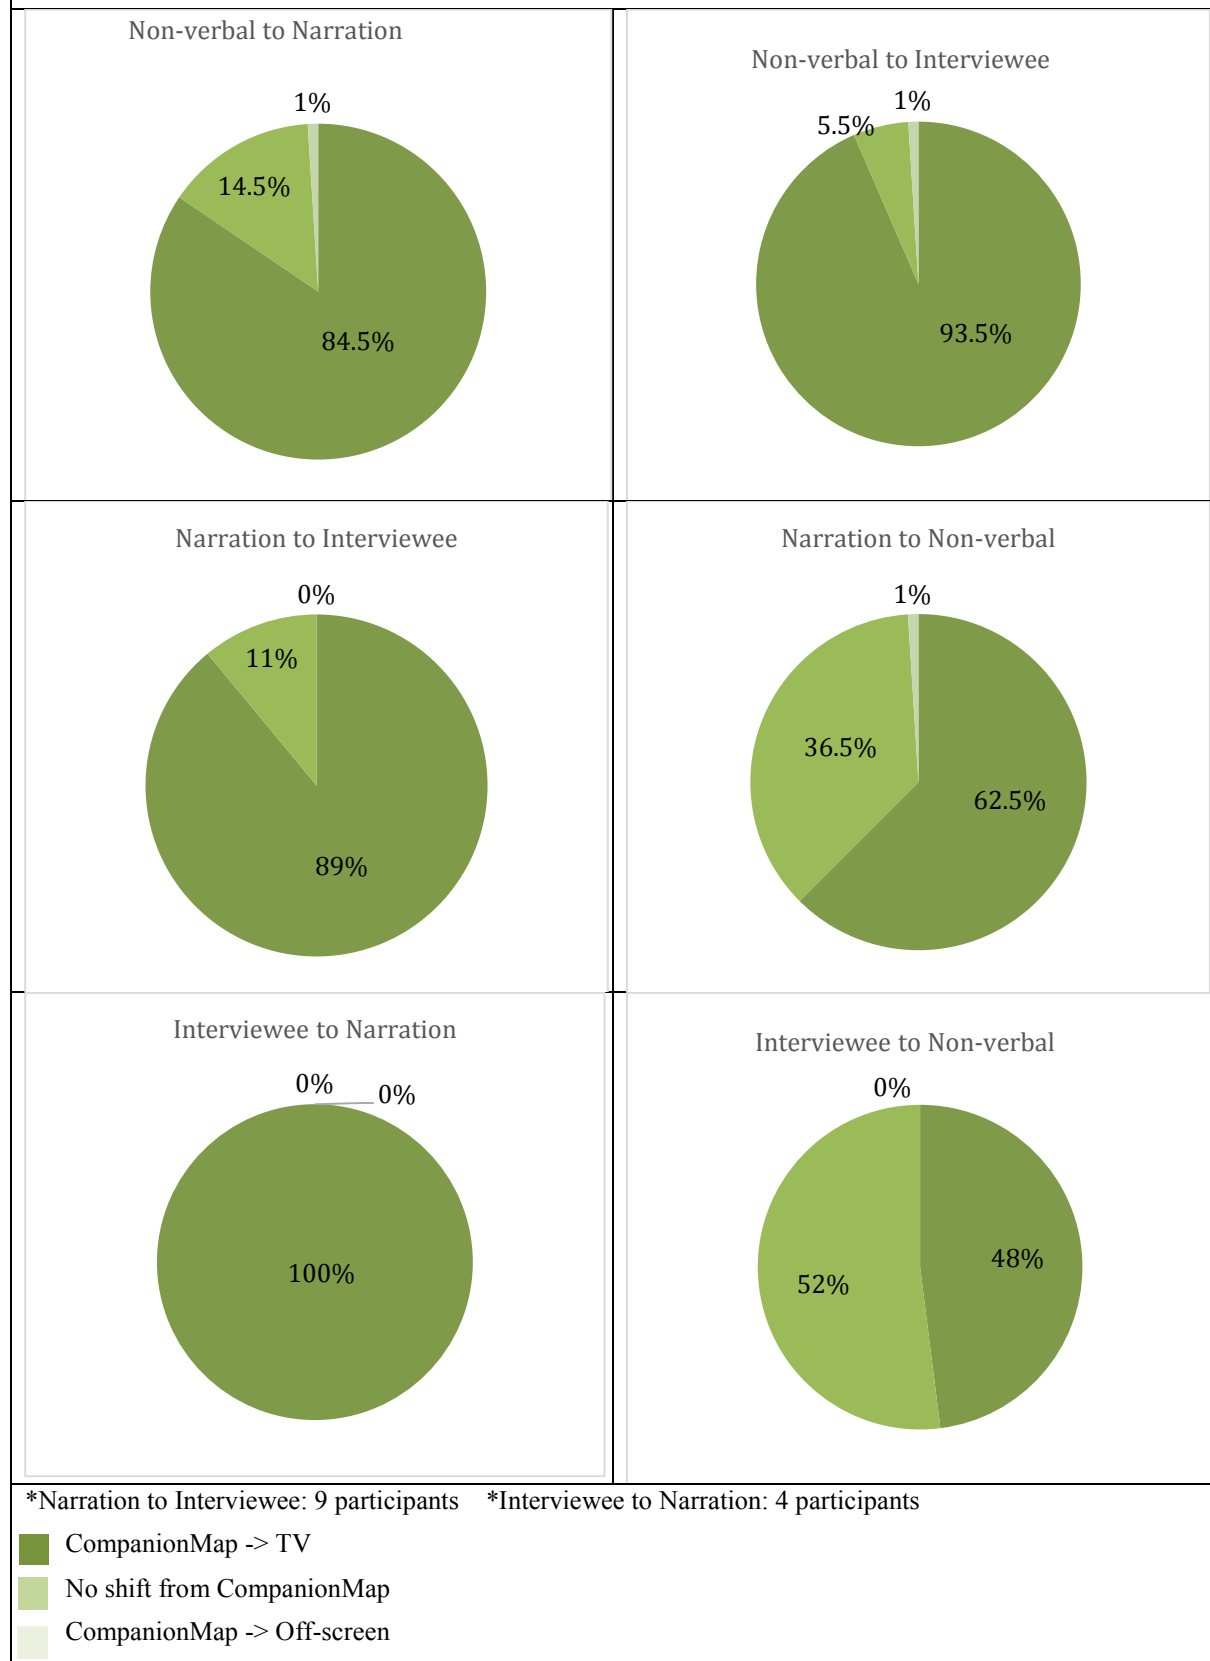 Non-verbal to Narration
1%
14.5%
84.5%
Non-verbal to Interviewee
1%
5.5%
93.5%
Narration to Interviewee
0%
11%
89%
Narration to Non-verbal
1%
36.5%
62.5%
Interviewee to Narration
0%
0%
100%
Interviewee to Non-verbal
0%
48%
52%
*Narration to Interviewee: 9 participants *Interviewee to Narration: 4 participants
CompanionMap -> TV
No shift from CompanionMap
CompanionMap -> Off-screen